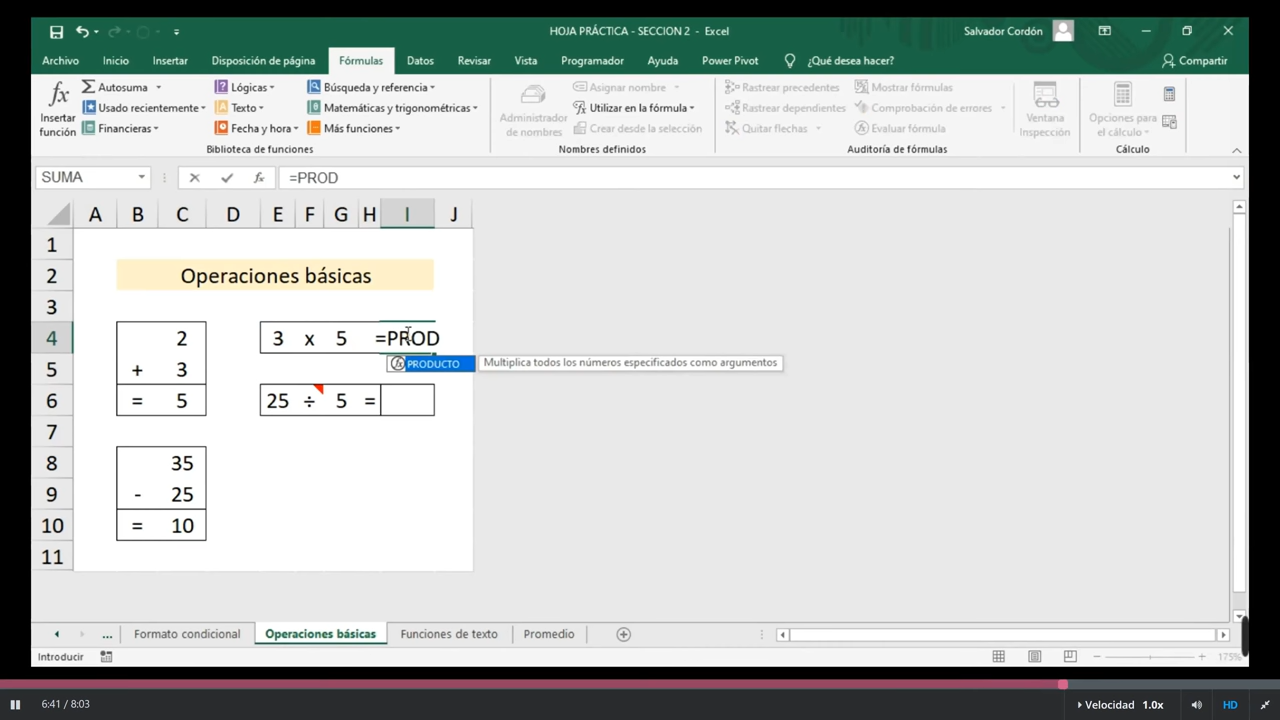 HOJA PRÁCTICA - SECCION 2 - Excel
Salvador Cordón
Archivo Inicio Insertar Disposición de página Fórmulas Datos Revisar Vista Programador Ayuda Power Pivot ¿Qué desea hacer? Compartir
Insertar función
Autosuma
Usado recientemente
Financieras
Lógicas
Texto
Fecha y hora
Búsqueda y referencia
Matemáticas y trigonométricas
Más funciones
Biblioteca de funciones
Administrador de nombres
Asignar nombre
Utilizar en la fórmula
Crear desde la selección
Nombres definidos
Rastrear precedentes
Rastrear dependientes
Quitar flechas
Mostrar fórmulas
Comprobación de errores
Evaluar fórmula
Auditoría de fórmulas
Ventana Inspección
Opciones para el cálculo
Cálculo
SUMA fx =PROD
A B C D E F G H I J
1
2 Operaciones básicas
3
4 2 3 x 5 =PROD
fx PRODUCTO Multiplica todos los números especificados como argumentos
5 + 3
6 = 5 25 ÷ 5 =
7
8 35
9 - 25
10 = 10
11
... Formato condicional Operaciones básicas Funciones de texto Promedio
Introducir 175%
6:41 / 8:03 Velocidad 1.0x HD